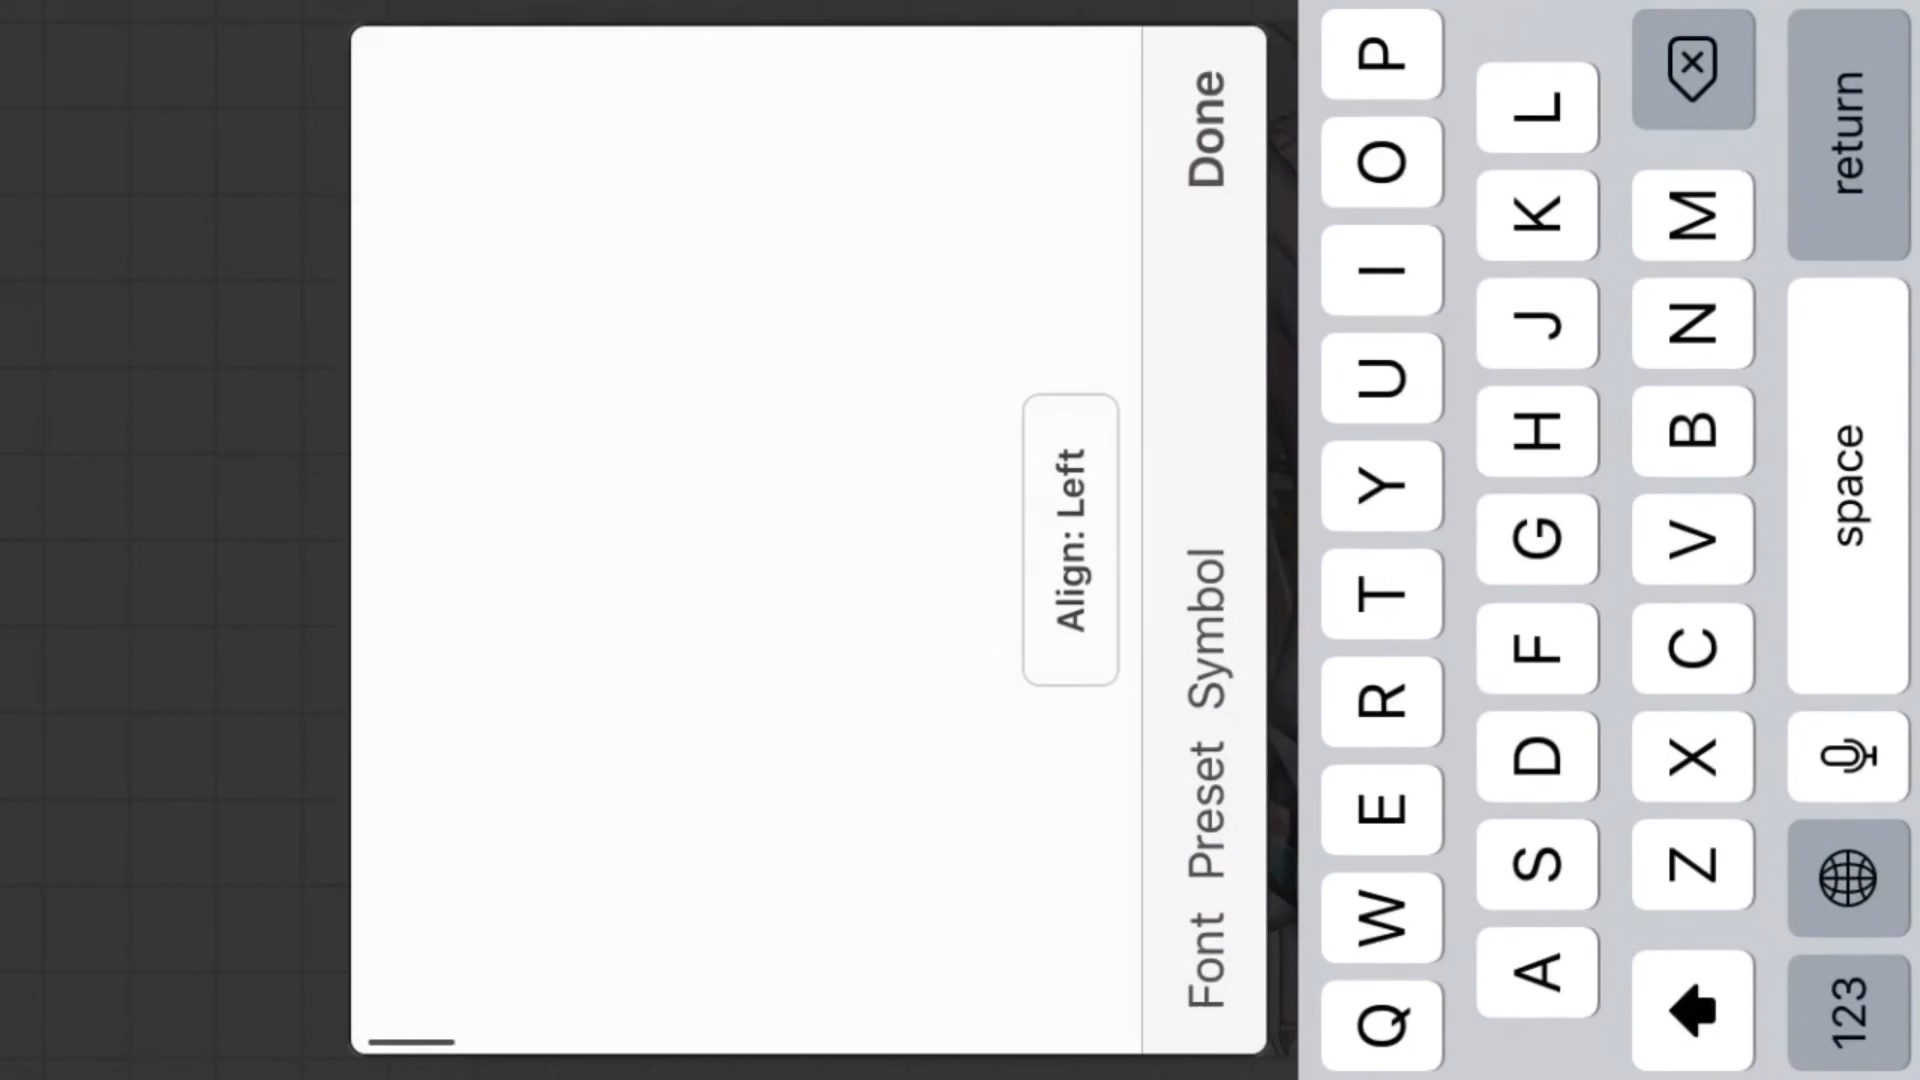 Align: Left
Font Preset Symbol Done
Q W E R T Y U I O P
A S D F G H J K L
Z X C V B N M
123 space return